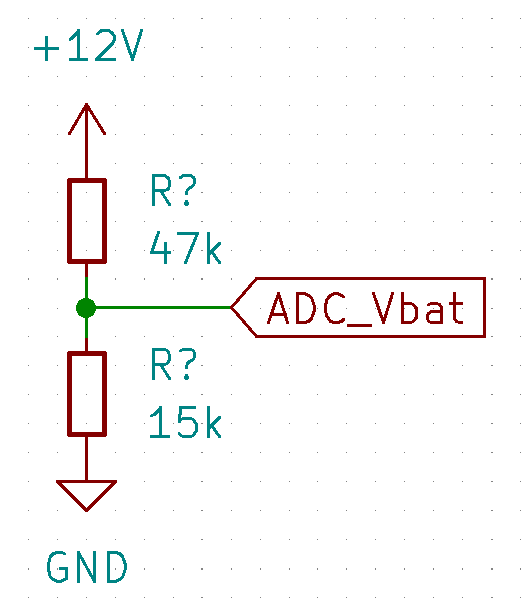 +12V
R?
47k
ADC_Vbat
R?
15k
GND